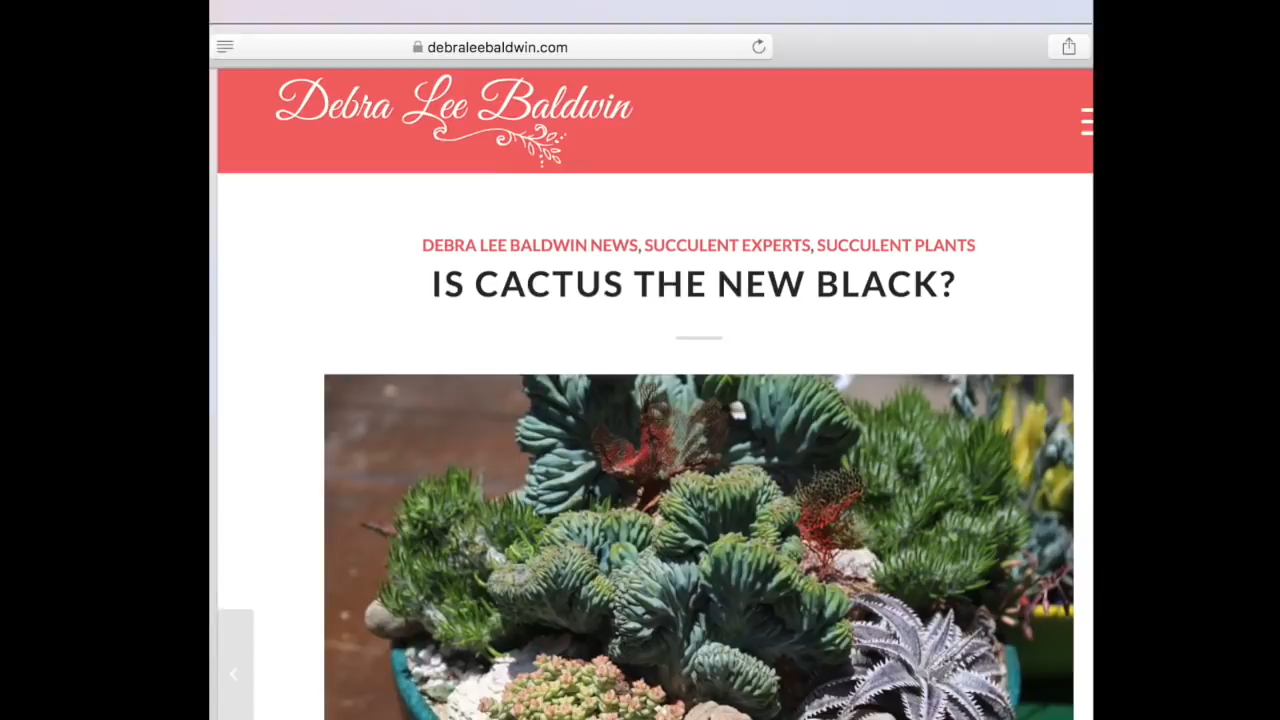 debraleebaldwin.com
Debra Lee Baldwin
DEBRA LEE BALDWIN NEWS, SUCCULENT EXPERTS, SUCCULENT PLANTS
IS CACTUS THE NEW BLACK?